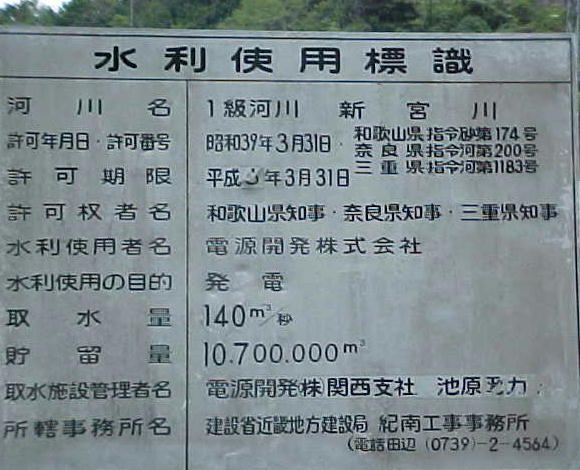 水利使用標識
河川名 1級河川 新宮川
許可年月日・許可番号 昭和39年3月31日・和歌山県指令砂第174号
奈良県指令河第200号
三重県指令河第1183号
許可期限 平成 年3月31日
許可权者名 和歌山県知事・奈良県知事・三重県知事
水利使用者名 電源開発株式会社
水利使用の目的 発電
取水量 140m³/秒
貯留量 10.700.000m³
取水施設管理者名 電源開発(株)関西支社 池原 力
所轄事務所名 建設省近畿地方建設局 紀南工事事務所
(電話田辺 (0739)-2-4564)